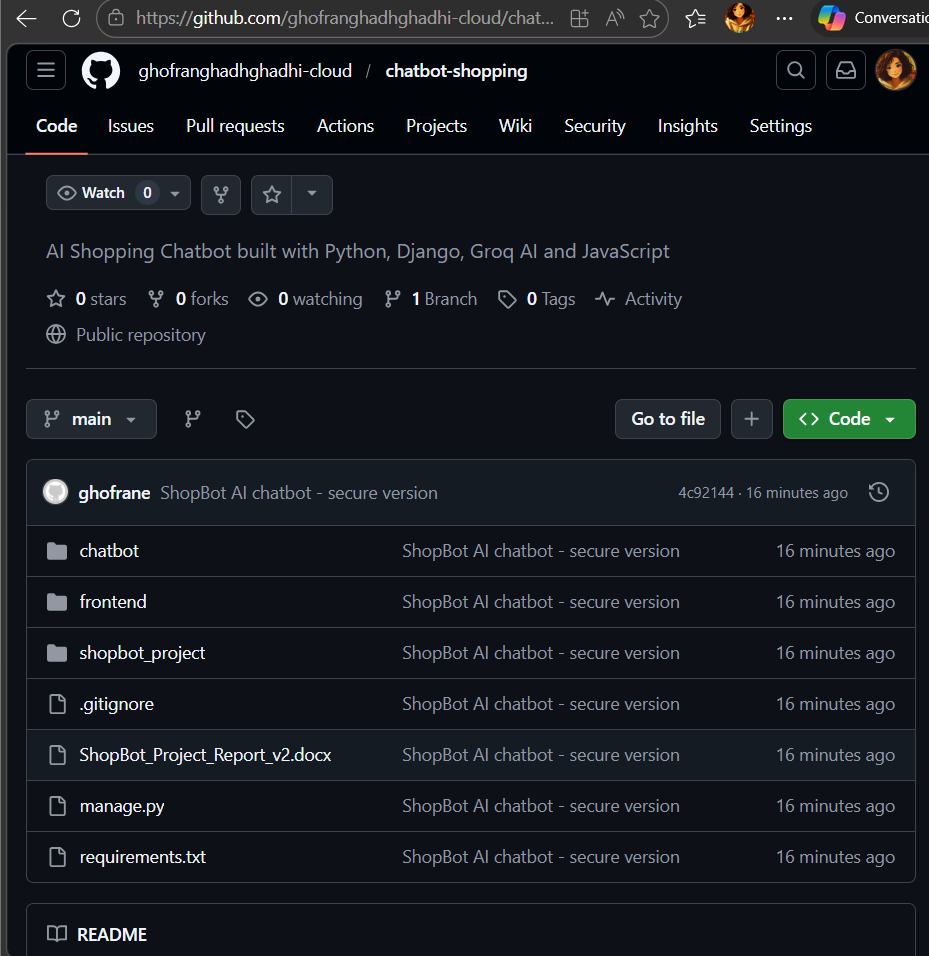 https://github.com/ghofranghadhghadhi-cloud/chat...
Conversatio
ghofranghadhghadhi-cloud / chatbot-shopping
Code Issues Pull requests Actions Projects Wiki Security Insights Settings
Watch 0
AI Shopping Chatbot built with Python, Django, Groq AI and JavaScript
0 stars 0 forks 0 watching 1 Branch 0 Tags Activity
Public repository
main Go to file Code
ghofrane ShopBot AI chatbot - secure version 4c92144 · 16 minutes ago
chatbot ShopBot AI chatbot - secure version 16 minutes ago
frontend ShopBot AI chatbot - secure version 16 minutes ago
shopbot_project ShopBot AI chatbot - secure version 16 minutes ago
.gitignore ShopBot AI chatbot - secure version 16 minutes ago
ShopBot_Project_Report_v2.docx ShopBot AI chatbot - secure version 16 minutes ago
manage.py ShopBot AI chatbot - secure version 16 minutes ago
requirements.txt ShopBot AI chatbot - secure version 16 minutes ago
README